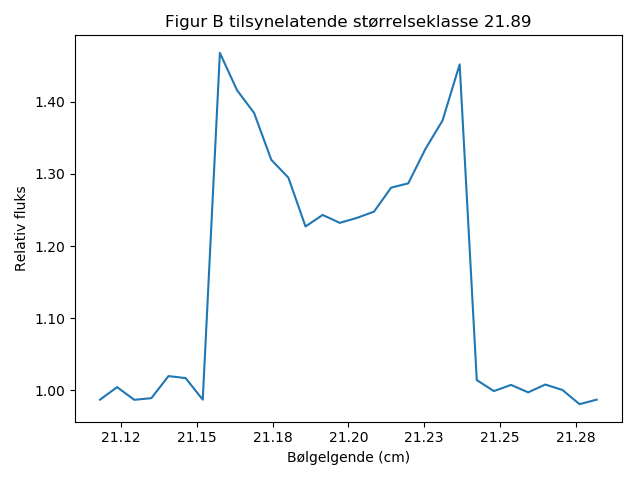 Figur B tilsynelatende størrelseklasse 21.89
Relativ fluks
1.40
1.30
1.20
1.10
1.00
21.12 21.15 21.18 21.20 21.23 21.25 21.28
Bølgelgende (cm)